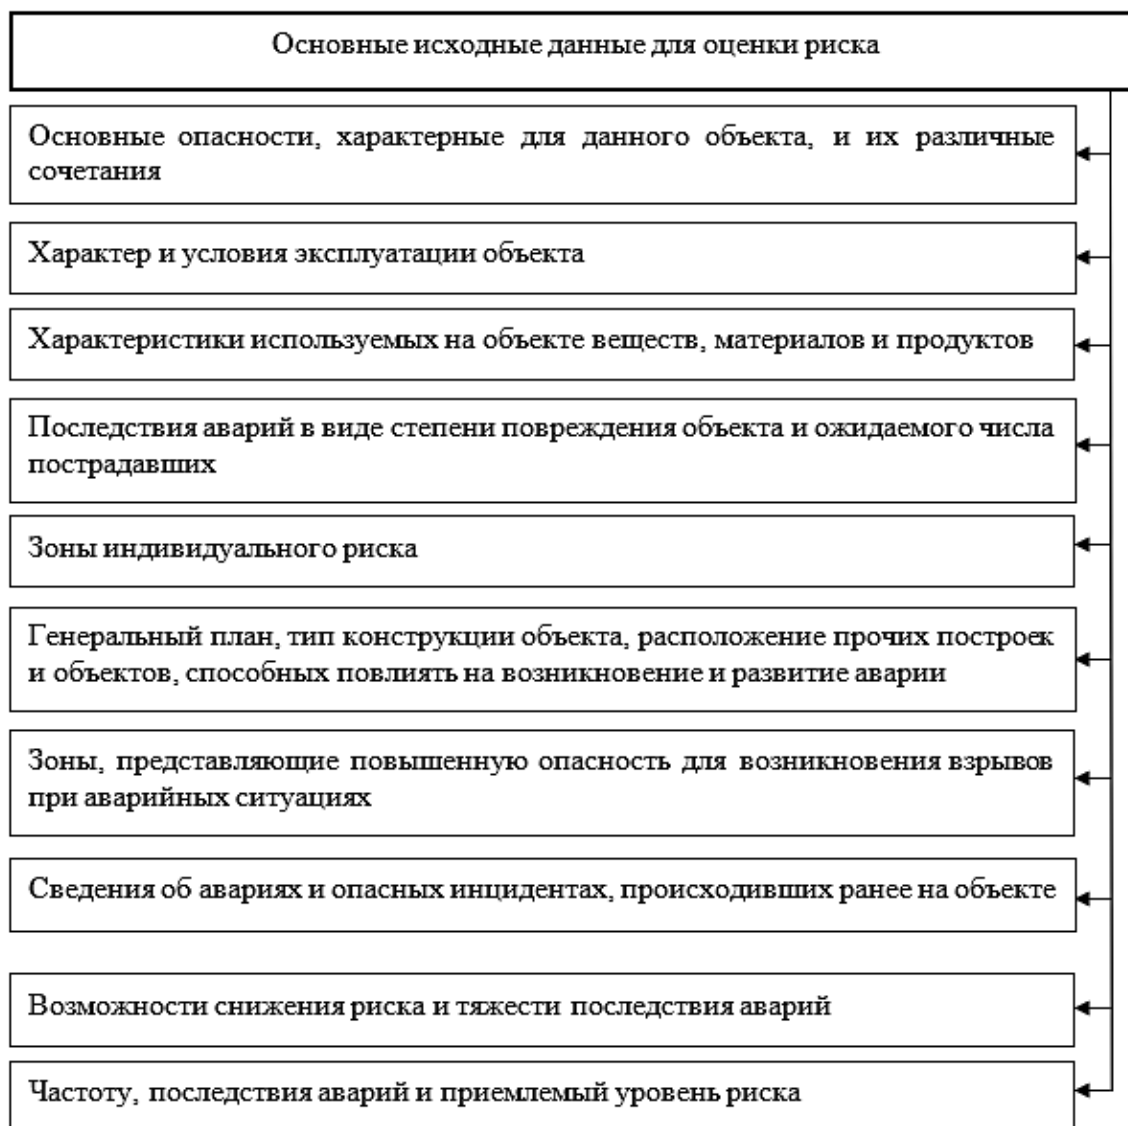 Основные исходные данные для оценки риска
Основные опасности, характерные для данного объекта, и их различные
сочетания
Характер и условия эксплуатации объекта
Характеристики используемых на объекте веществ, материалов и продуктов
Последствия аварий в виде степени повреждения объекта и ожидаемого числа
пострадавших
Зоны индивидуального риска
Генеральный план, тип конструкции объекта, расположение прочих построек
и объектов, способных повлиять на возникновение и развитие аварии
Зоны, представляющие повышенную опасность для возникновения взрывов
при аварийных ситуациях
Сведения об авариях и опасных инцидентах, происходивших ранее на объекте
Возможности снижения риска и тяжести последствия аварий
Частоту, последствия аварий и приемлемый уровень риска